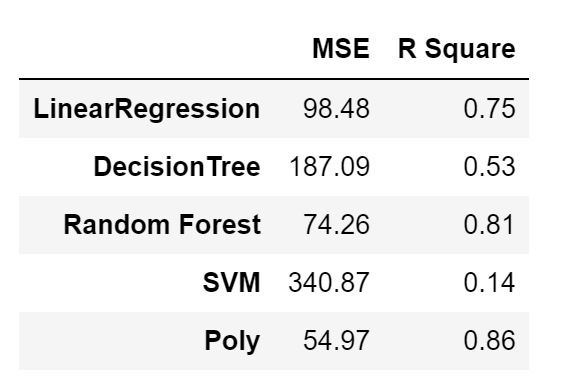 MSE R Square
LinearRegression 98.48 0.75
DecisionTree 187.09 0.53
Random Forest 74.26 0.81
SVM 340.87 0.14
Poly 54.97 0.86